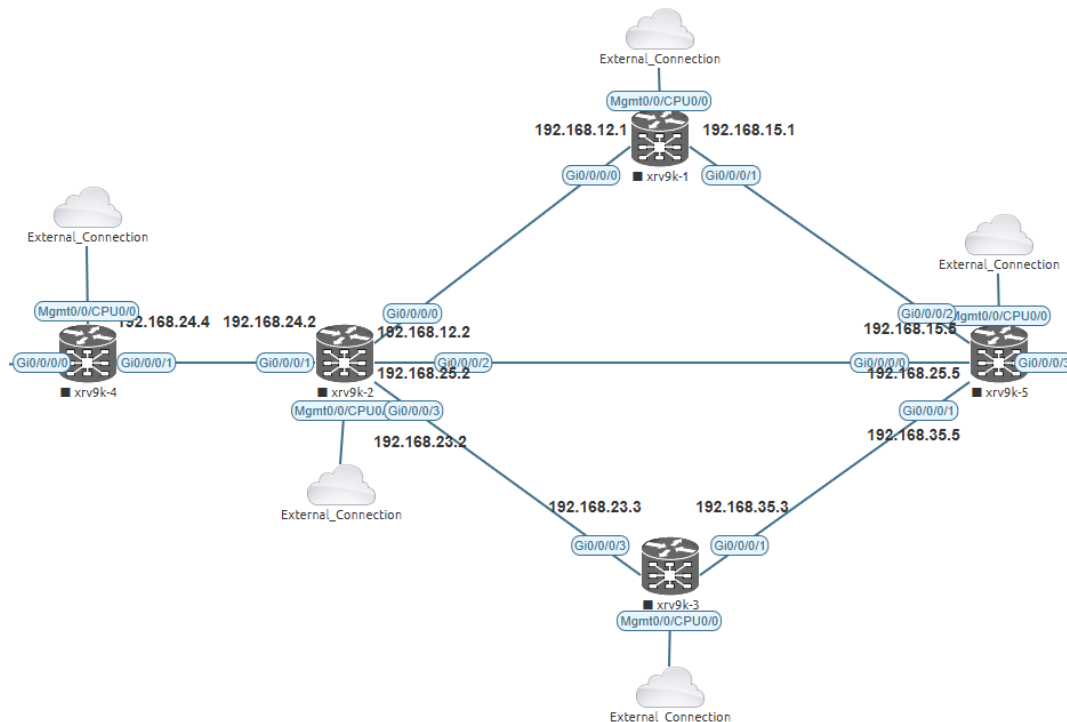 External_Connection
Mgmt0/0/CPU0/0
192.168.12.1
192.168.15.1
Gi0/0/0/0
Gi0/0/0/1
■ xrv9k-1
External_Connection
External_Connection
Mgmt0/0/CPU0/0
192.168.24.4
192.168.24.2
Gi0/0/0/0
192.168.12.2
Gi0/0/0/2
Mgmt0/0/CPU0/0
192.168.15.5
Gi0/0/0/0
Gi0/0/0/1
Gi0/0/0/1
Gi0/0/0/2
Gi0/0/0/0
Gi0/0/0/3
192.168.25.2
192.168.25.5
■ xrv9k-4
■ xrv9k-2
■ xrv9k-5
Mgmt0/0/CPU0/
Gi0/0/0/3
Gi0/0/0/1
192.168.23.2
192.168.35.5
External_Connection
192.168.23.3
192.168.35.3
Gi0/0/0/3
Gi0/0/0/1
■ xrv9k-3
Mgmt0/0/CPU0/0
External_Connection